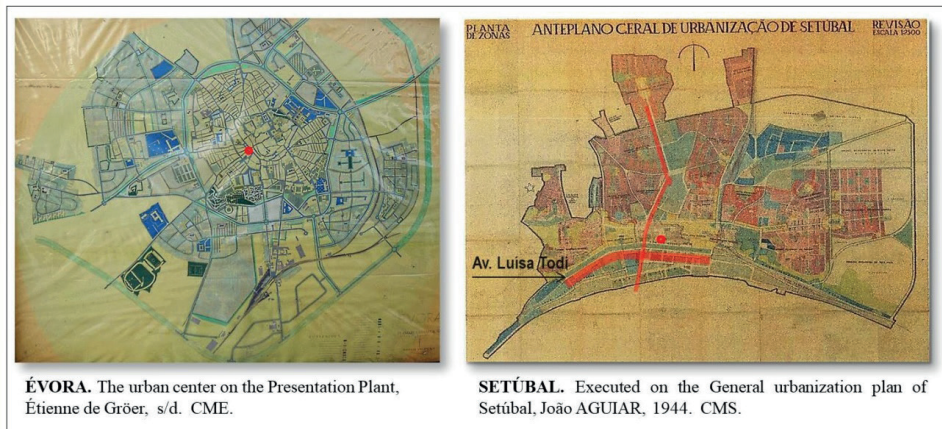 PLANTA DE ZONAS
ANTEPLANO GERAL DE URBANIZAÇÃO DE SETÚBAL
REVISÃO
ESCALA 1:7500
Av. Luisa Todi
ÉVORA. The urban center on the Presentation Plant,
Étienne de Gröer, s/d. CME.
SETÚBAL. Executed on the General urbanization plan of
Setúbal, João AGUIAR, 1944. CMS.